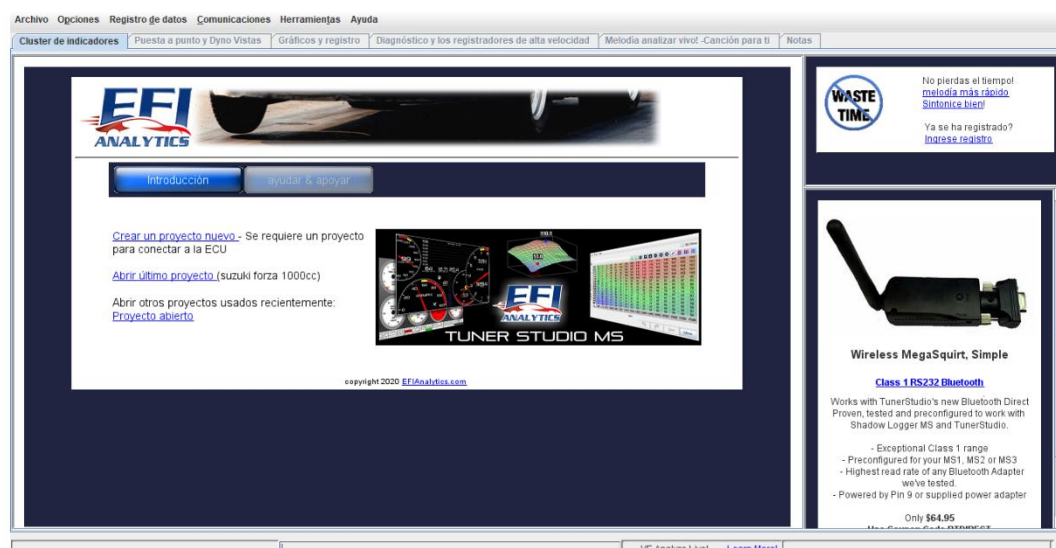 Archivo Opciones Registro de datos Comunicaciones Herramientas Ayuda
Cluster de indicadores Puesta a punto y Dyno Vistas Gráficos y registro Diagnóstico y los registradores de alta velocidad Melodía analizar vivo! -Canción para ti Notas
EFI
ANALYTICS
Introducción ayudar & apoyar
Crear un proyecto nuevo - Se requiere un proyecto
para conectar a la ECU
Abrir último proyecto (suzuki forza 1000cc)
Abrir otros proyectos usados recientemente:
Proyecto abierto
EFI
ANALYTICS
TUNER STUDIO MS
copyright 2020 EFIAnalytics.com
WASTE
TIME
No pierdas el tiempo!
melodía más rápido
Sintonice bien!
Ya se ha registrado?
Ingrese registro
Wireless MegaSquirt, Simple
Class 1 RS232 Bluetooth
Works with TunerStudio's new Bluetooth Direct
Proven, tested and preconfigured to work with
Shadow Logger MS and TunerStudio.
- Exceptional Class 1 range
- Preconfigured for your MS1, MS2 or MS3
- Highest read rate of any Bluetooth Adapter
we've tested.
- Powered by Pin 9 or supplied power adapter
Only $64.95